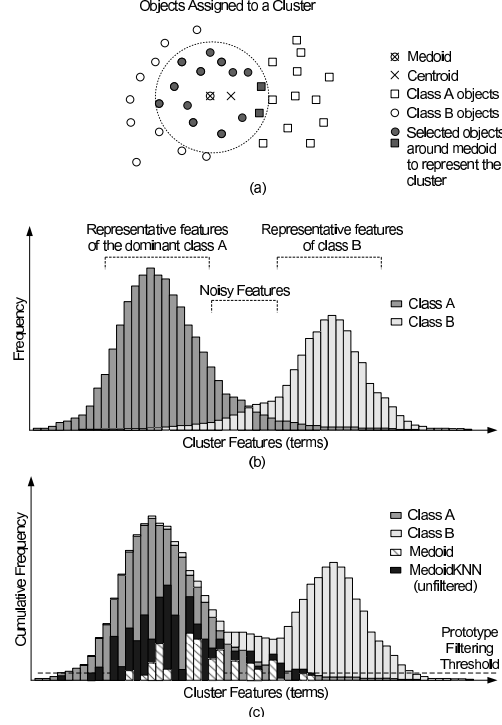 Objects Assigned to a Cluster
Medoid
Centroid
Class A objects
Class B objects
Selected objects
around medoid
to represent the
cluster
(a)
Representative features
of the dominant class A
Representative features
of class B
Noisy Features
Class A
Class B
Frequency
Cluster Features (terms)
(b)
Class A
Class B
Medoid
MedoidKNN
(unfiltered)
Cumulative Frequency
Prototype
Filtering
Threshold
Cluster Features (terms)
(c)